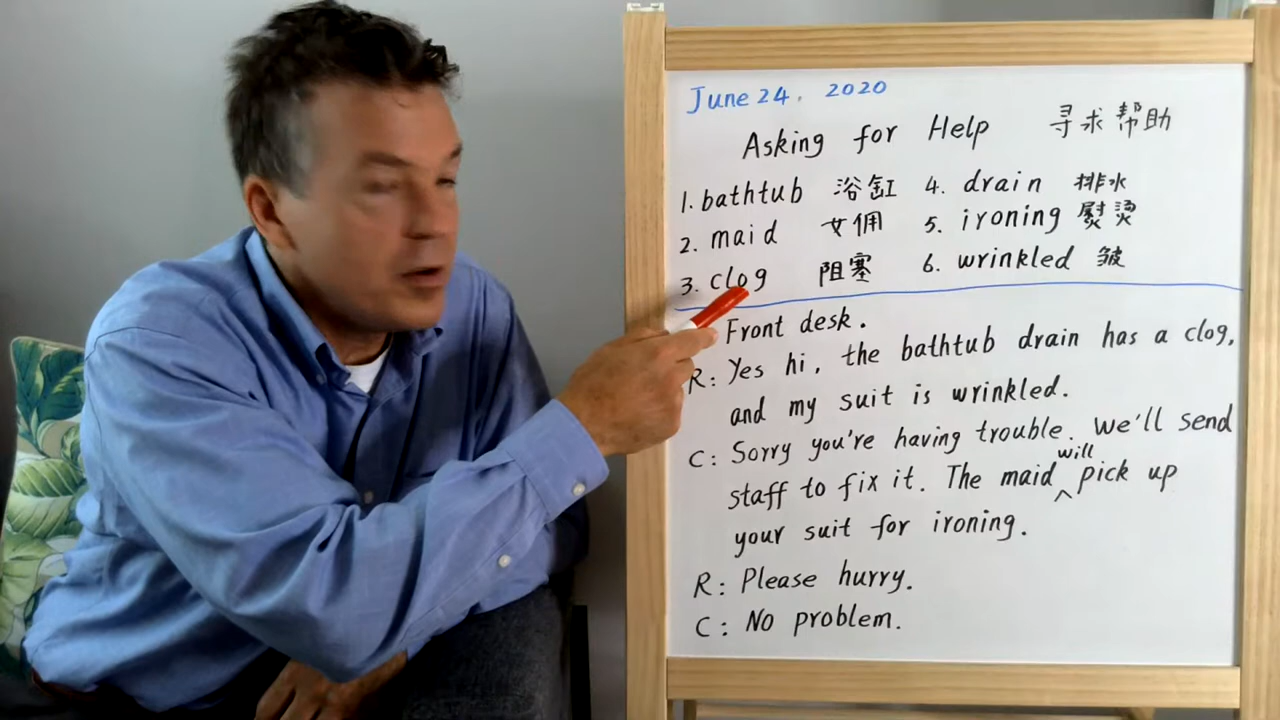 June 24, 2020
Asking for Help 寻求帮助
1. bathtub 浴缸 4. drain 排水
2. maid 女佣 5. ironing 熨烫
3. clog 阻塞 6. wrinkled 皱
Front desk.
R: Yes hi, the bathtub drain has a clog,
and my suit is wrinkled.
C: Sorry you're having trouble. we'll send
staff to fix it. The maid will pick up
your suit for ironing.
R: Please hurry.
C: No problem.